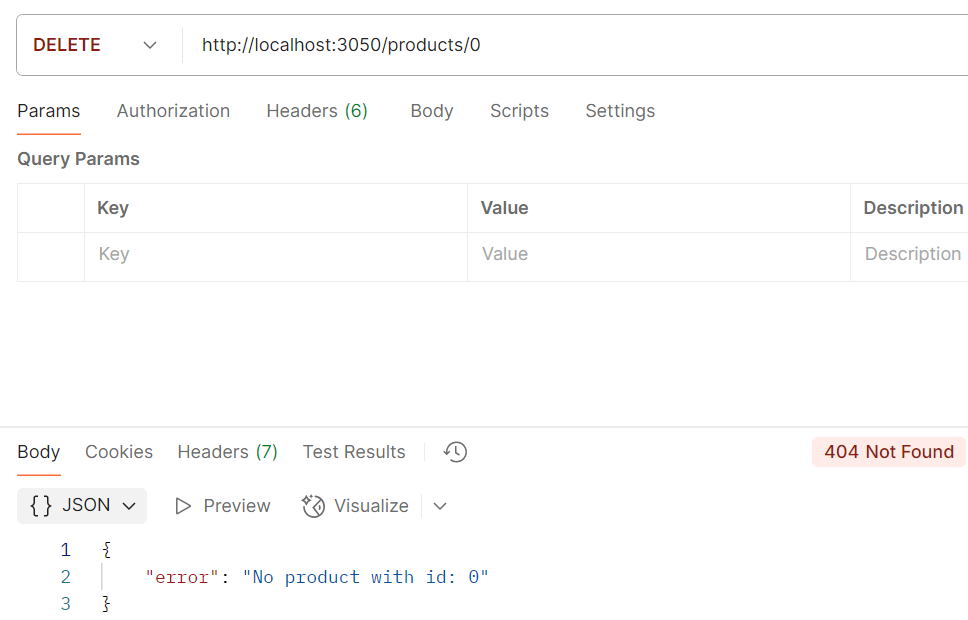 DELETE http://localhost:3050/products/0
Params Authorization Headers (6) Body Scripts Settings
Query Params
Key Value Description
Key Value Description
Body Cookies Headers (7) Test Results 404 Not Found
{} JSON Preview Visualize
1 {
2 "error": "No product with id: 0"
3 }